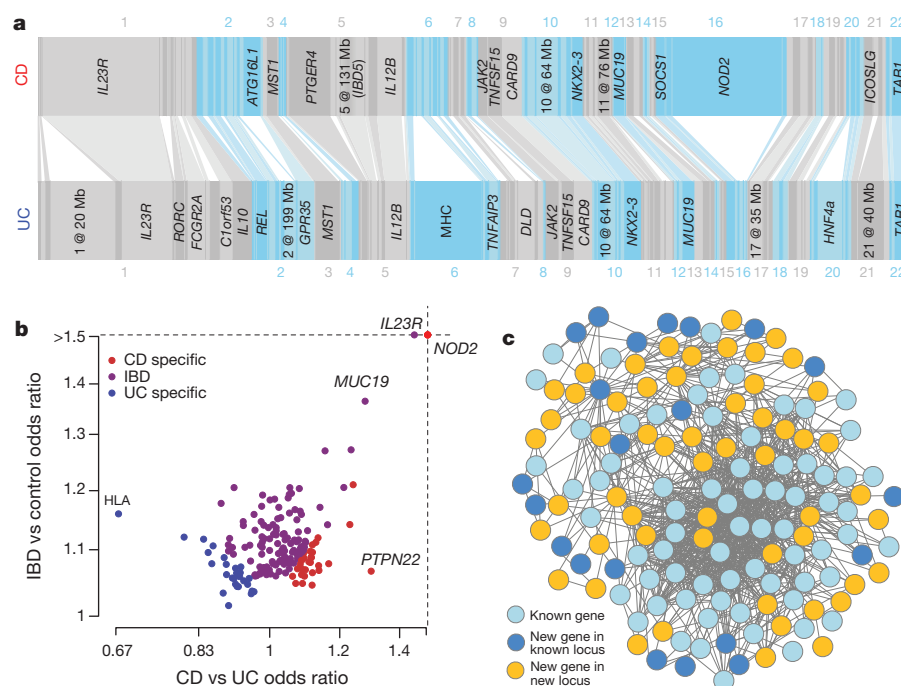 a
1 2 3 4 5 6 7 8 9 10 11 12 13 14 15 16 17 18 19 20 21 22
CD
IL23R
ATG16L1
MST1
PTGER4
5 @ 131 Mb
(IBD5)
IL12B
JAK2
TNFSF15
CARD9
10 @ 64 Mb
NKX2-3
11 @ 76 Mb
MUC19
SOCS1
NOD2
ICOSLG
TAB1
UC
1 @ 20 Mb
IL23R
RORC
FCGR2A
C1orf53
IL10
REL
2 @ 199 Mb
GPR35
MST1
IL12B
MHC
TNFAIP3
DLD
JAK2
TNFSF15
CARD9
10 @ 64 Mb
NKX2-3
MUC19
17 @ 35 Mb
HNF4a
21 @ 40 Mb
TAB1
1 2 3 4 5 6 7 8 9 10 11 12 13 14 15 16 17 18 19 20 21 22
b
IBD vs control odds ratio
>1.5
1.4
1.3
1.2
1.1
1
CD specific
IBD
UC specific
IL23R
NOD2
MUC19
HLA
PTPN22
0.67 0.83 1 1.2 1.4
CD vs UC odds ratio
c
Known gene
New gene in
known locus
New gene in
new locus